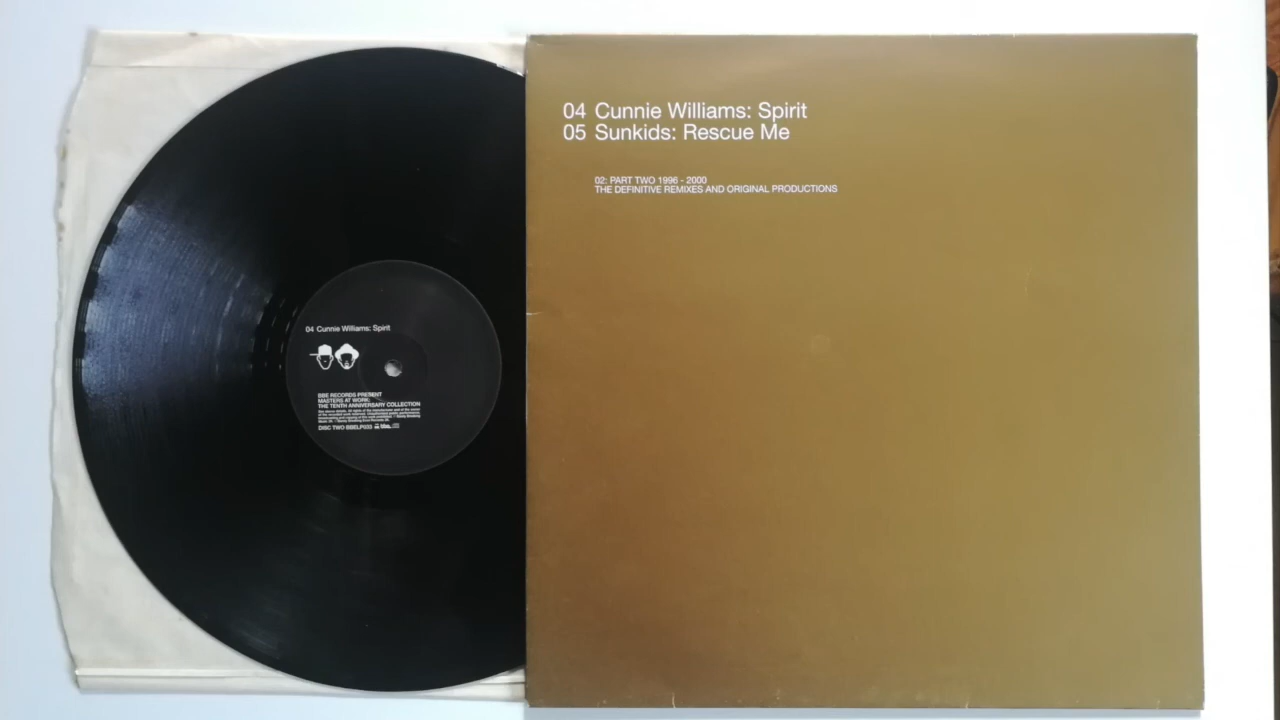 04 Cunnie Williams: Spirit
05 Sunkids: Rescue Me
02: PART TWO 1996 - 2000
THE DEFINITIVE REMIXES AND ORIGINAL PRODUCTIONS
04 Cunnie Williams: Spirit
BBE RECORDS PRESENT
MASTERS AT WORK:
THE TENTH ANNIVERSARY COLLECTION
DISC TWO BBELP033